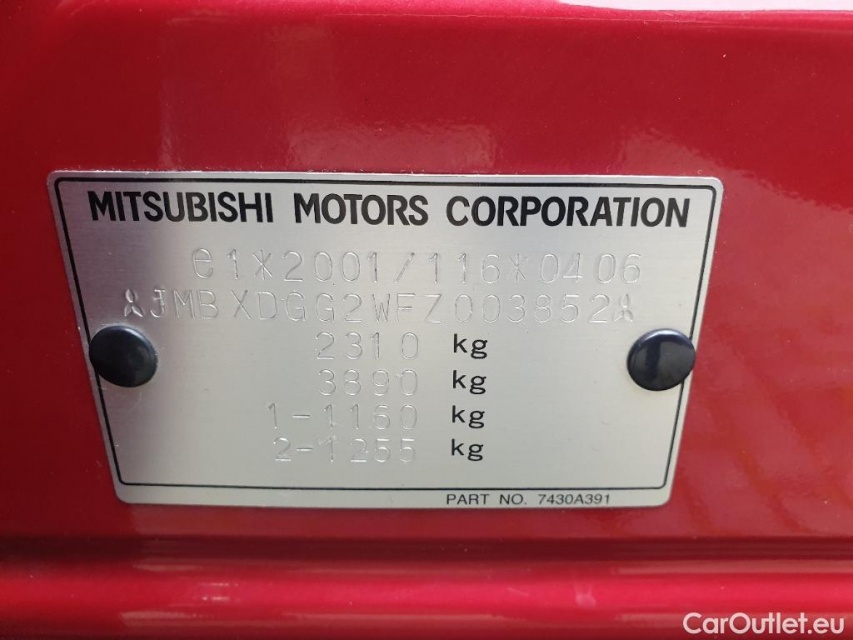 MITSUBISHI MOTORS CORPORATION
e1*2001/116*0406
JMBXDGG2WFZ003852
2310 kg
3890 kg
1-1160 kg
2-1255 kg
PART NO. 7430A391
CarOutlet.eu